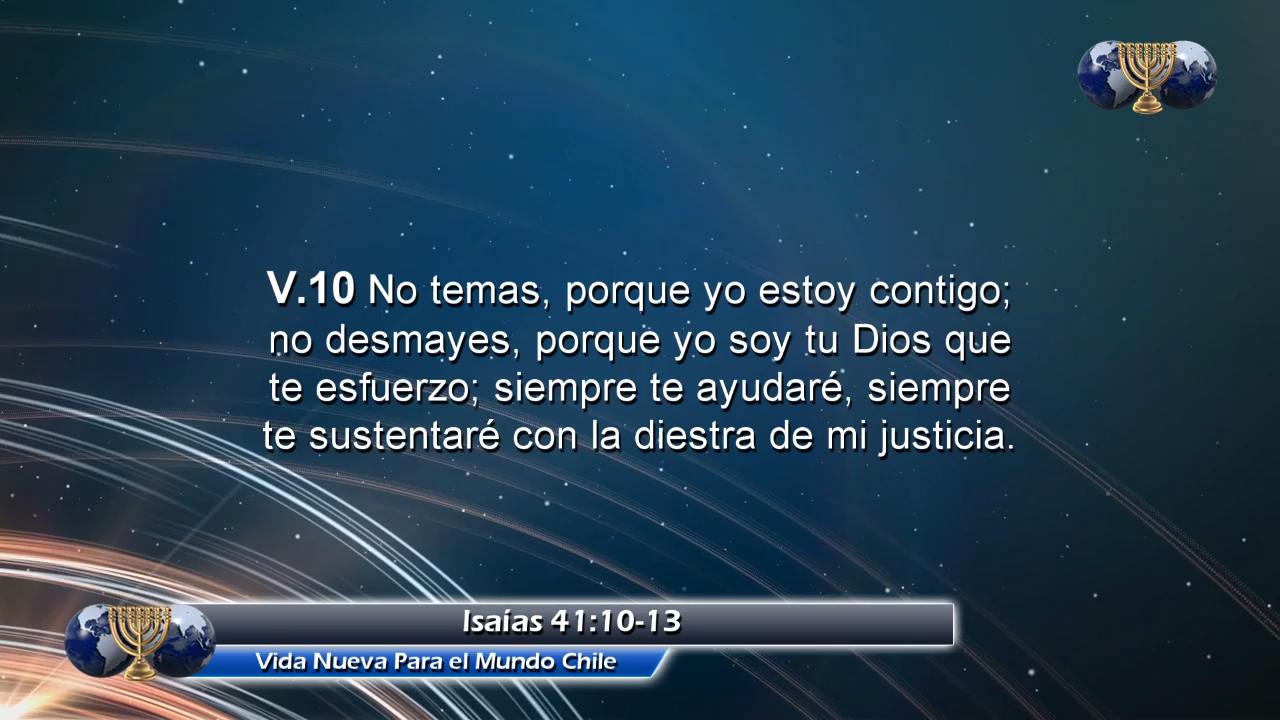 V.10 No temas, porque yo estoy contigo;
no desmayes, porque yo soy tu Dios que
te esfuerzo; siempre te ayudaré, siempre
te sustentaré con la diestra de mi justicia.
Isaías 41:10-13
Vida Nueva Para el Mundo Chile